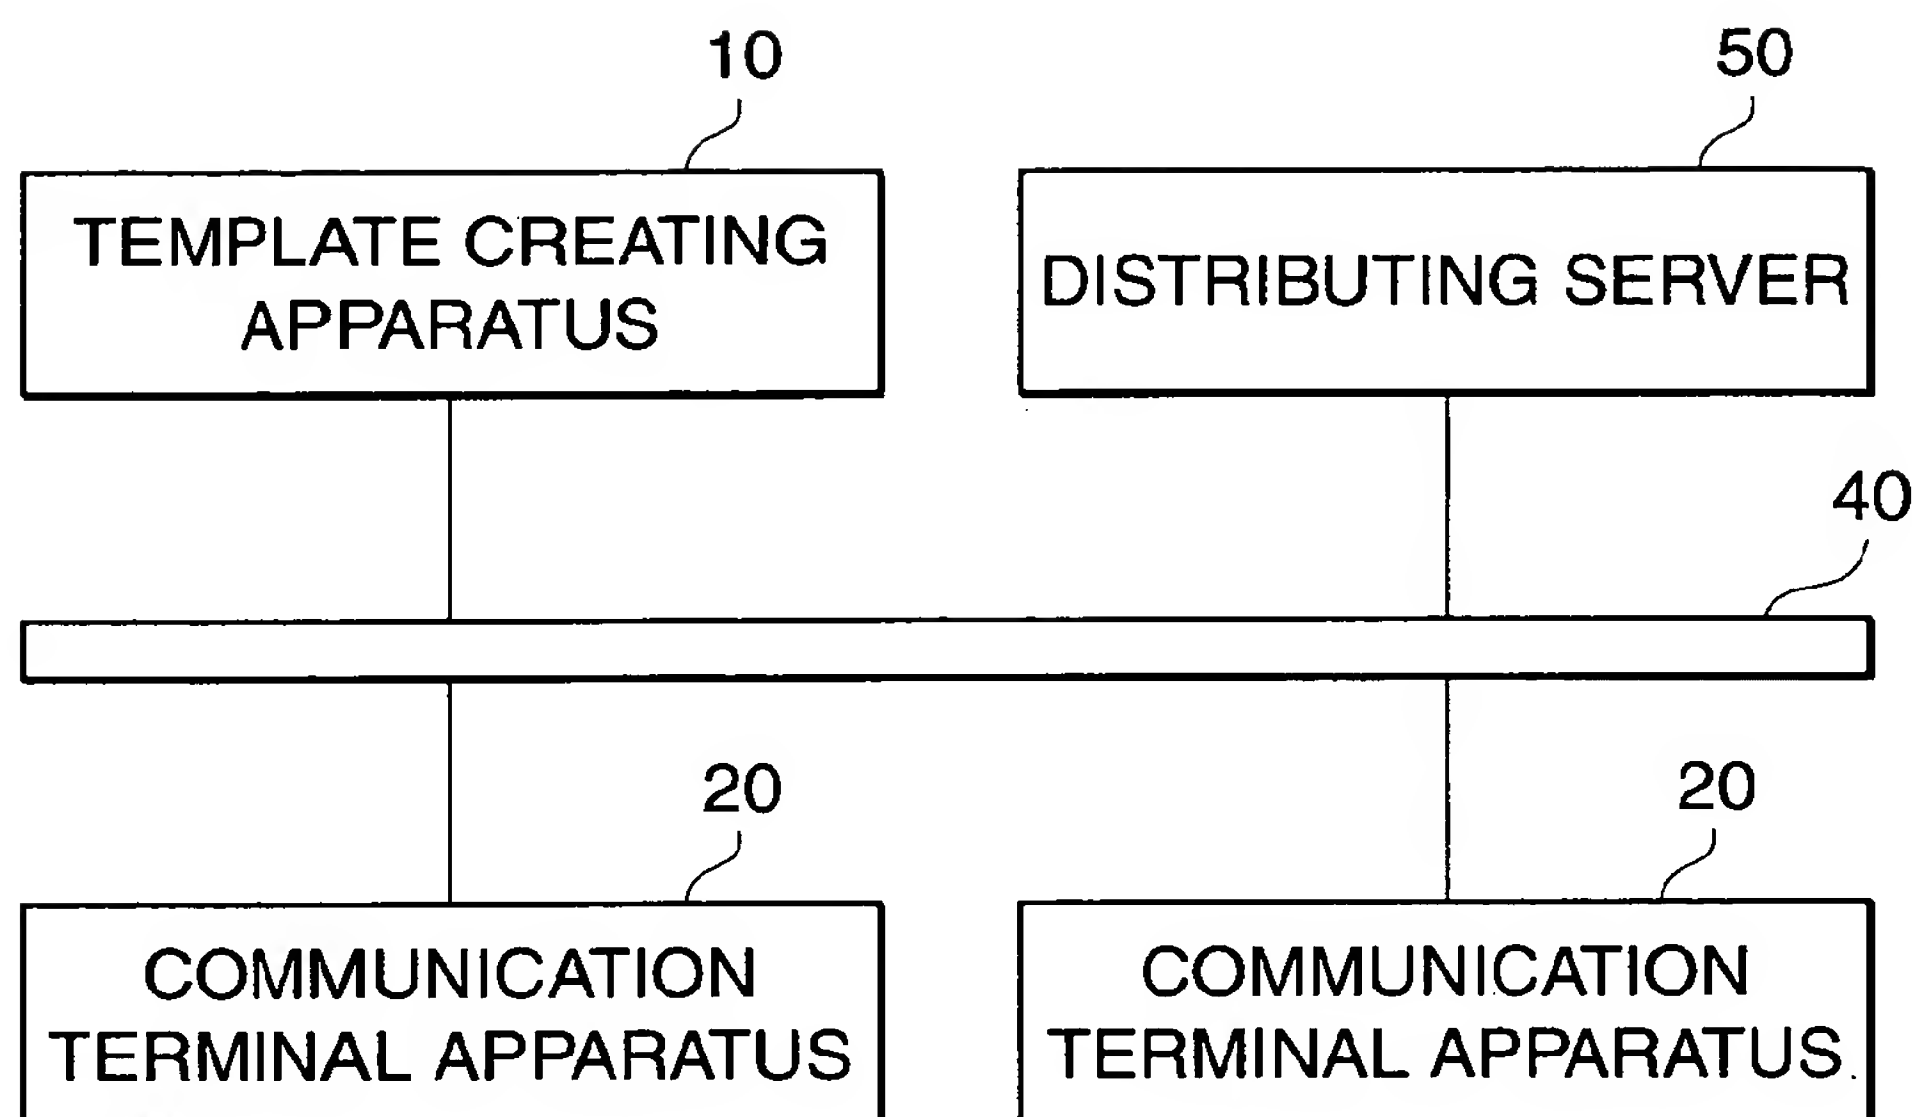 10
50
TEMPLATE CREATING
APPARATUS
DISTRIBUTING SERVER
40
20
20
COMMUNICATION
TERMINAL APPARATUS
COMMUNICATION
TERMINAL APPARATUS